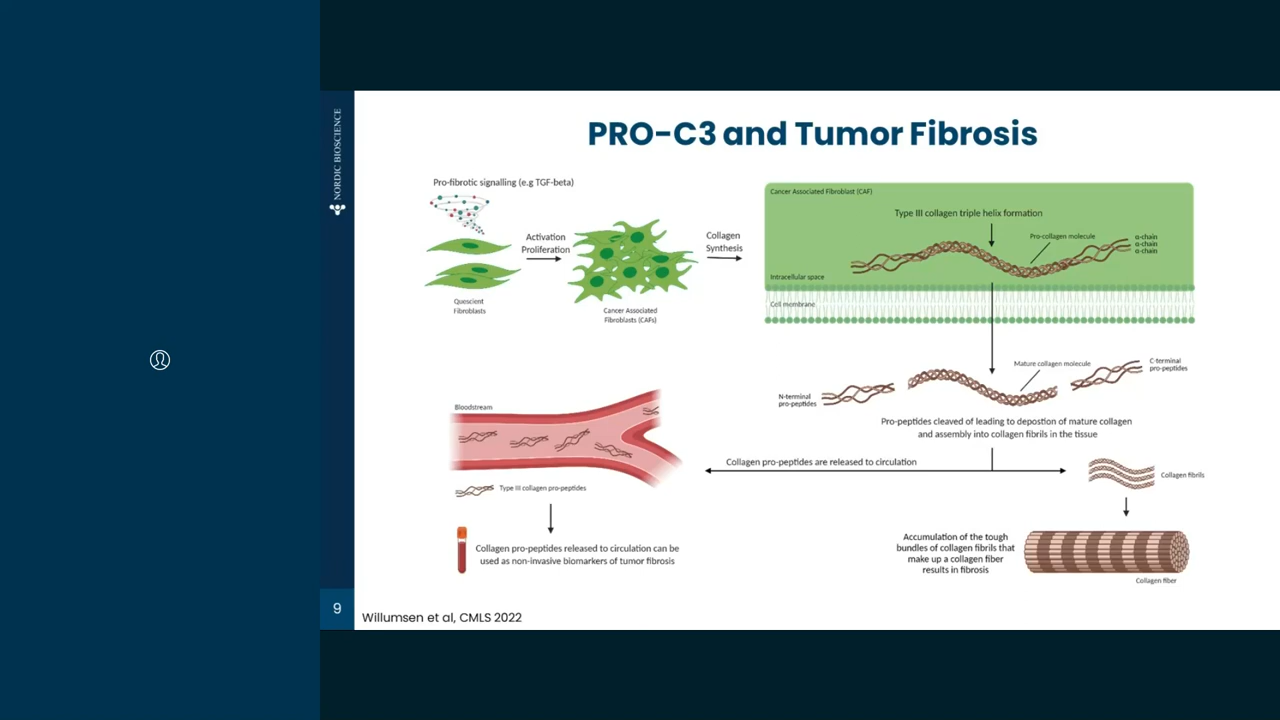 NORDIC BIOSCIENCE
PRO-C3 and Tumor Fibrosis
Pro-fibrotic signalling (e.g TGF-beta)
Activation
Proliferation
Quescient
Fibroblasts
Cancer Associated
Fibroblasts (CAFs)
Collagen
Synthesis
Cancer Associated Fibroblast (CAF)
Type III collagen triple helix formation
Pro-collagen molecule
α-chain
α-chain
α-chain
Intracellular space
Cell membrane
Mature collagen molecule
C-terminal
pro-peptides
N-terminal
pro-peptides
Pro-peptides cleaved of leading to depostion of mature collagen
and assembly into collagen fibrils in the tissue
Collagen pro-peptides are released to circulation
Collagen fibrils
Bloodstream
Type III collagen pro-peptides
Collagen pro-peptides released to circulation can be
used as non-invasive biomarkers of tumor fibrosis
Accumulation of the tough
bundles of collagen fibrils that
make up a collagen fiber
results in fibrosis
Collagen fiber
9
Willumsen et al, CMLS 2022